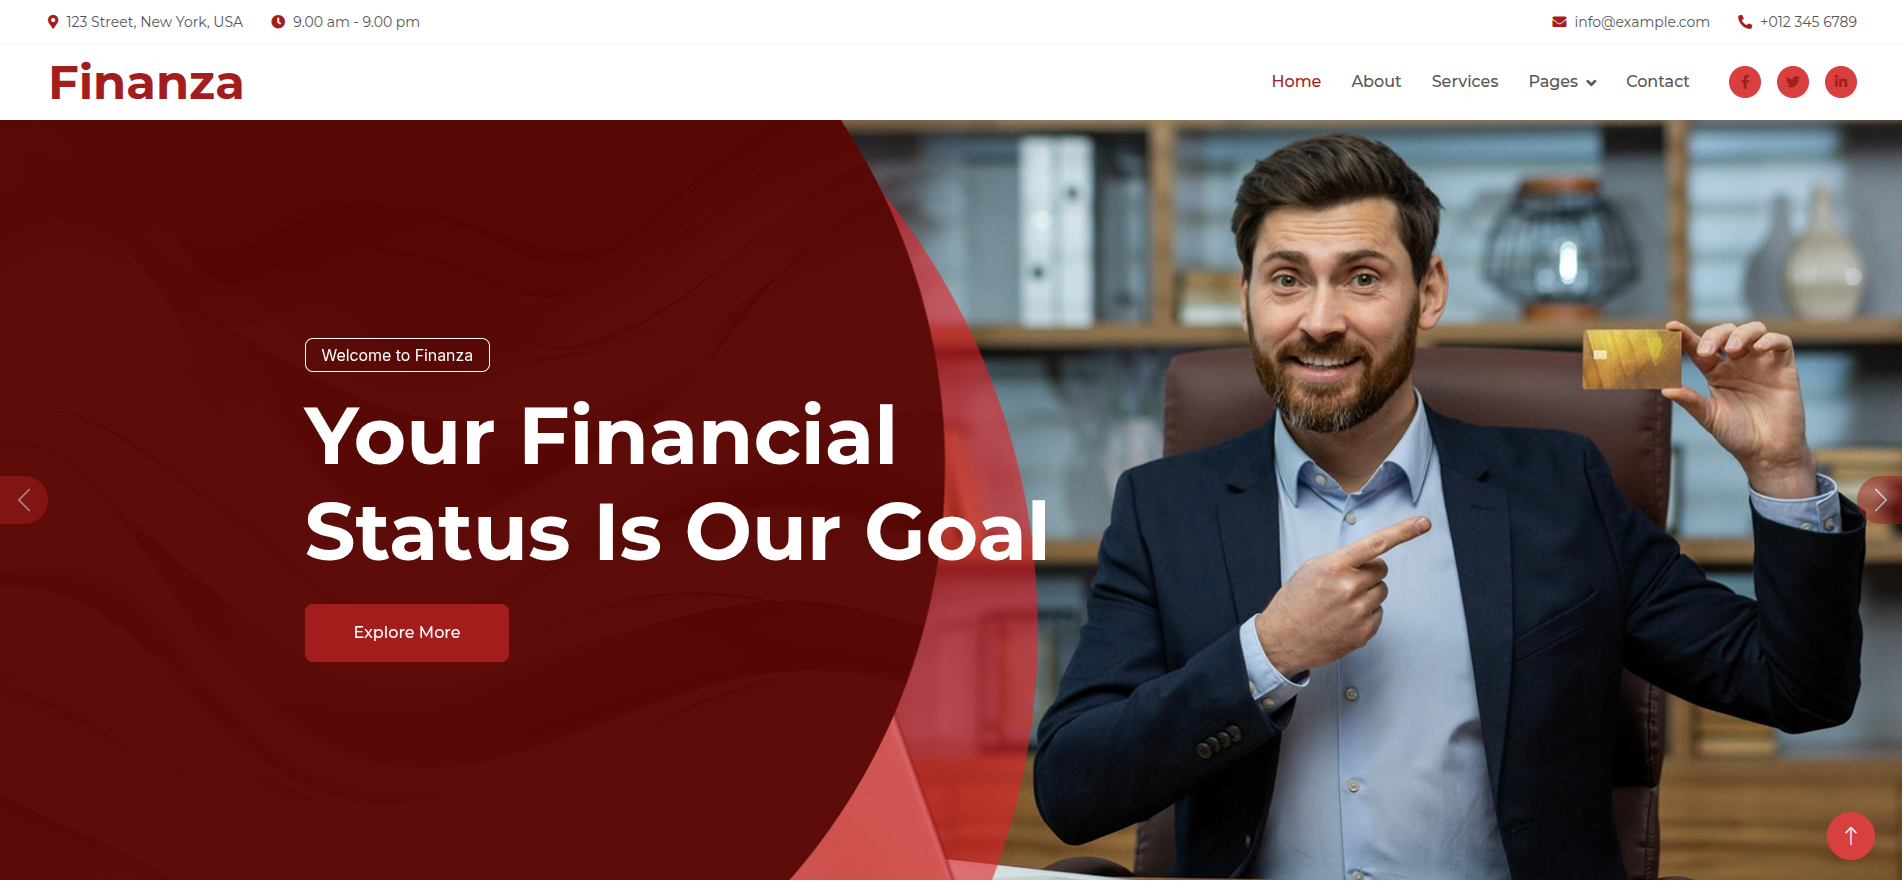 123 Street, New York, USA
9.00 am - 9.00 pm
info@example.com
+012 345 6789
Finanza
Home
About
Services
Pages
Contact
Welcome to Finanza
Your Financial
Status Is Our Goal
Explore More